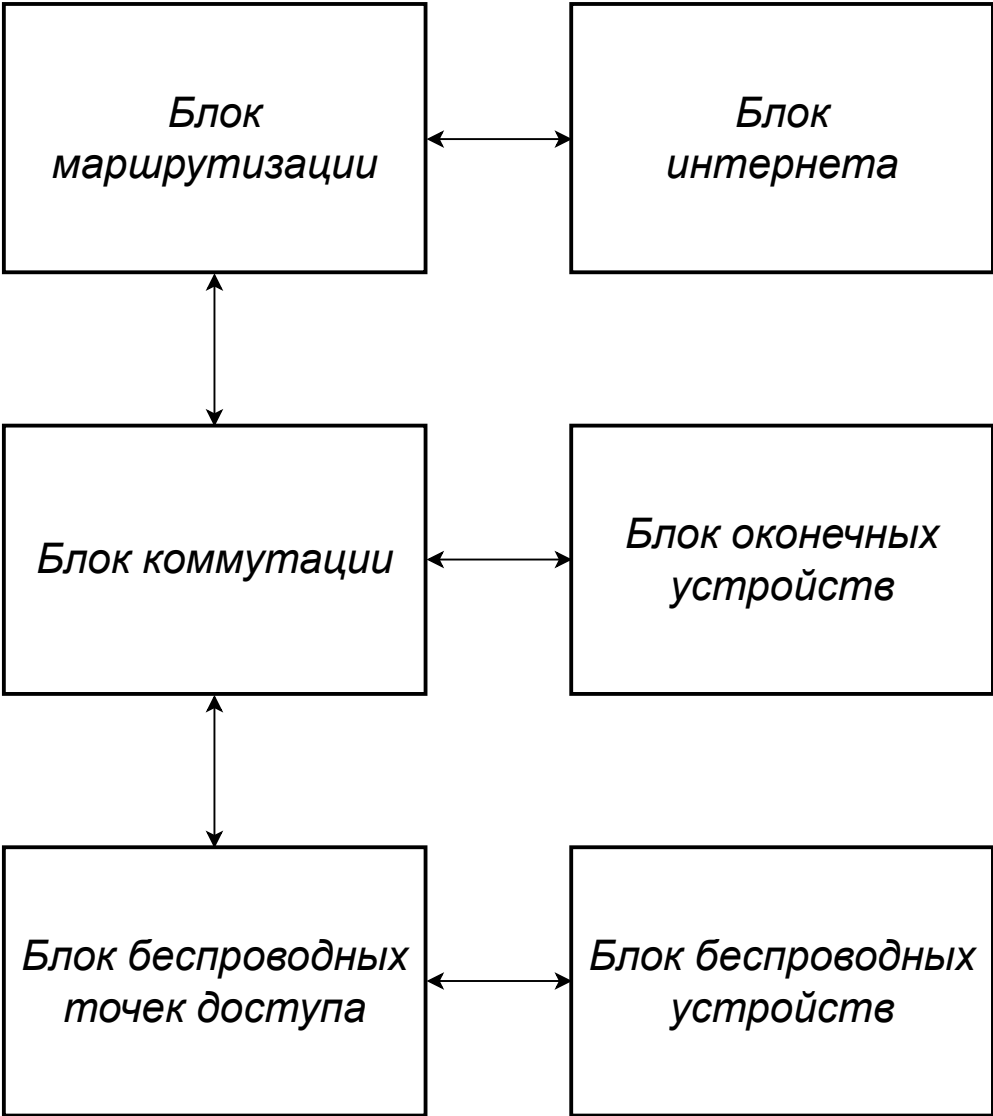 Блок
маршрутизации
Блок
интернета
Блок коммутации
Блок оконечных
устройств
Блок беспроводных
точек доступа
Блок беспроводных
устройств